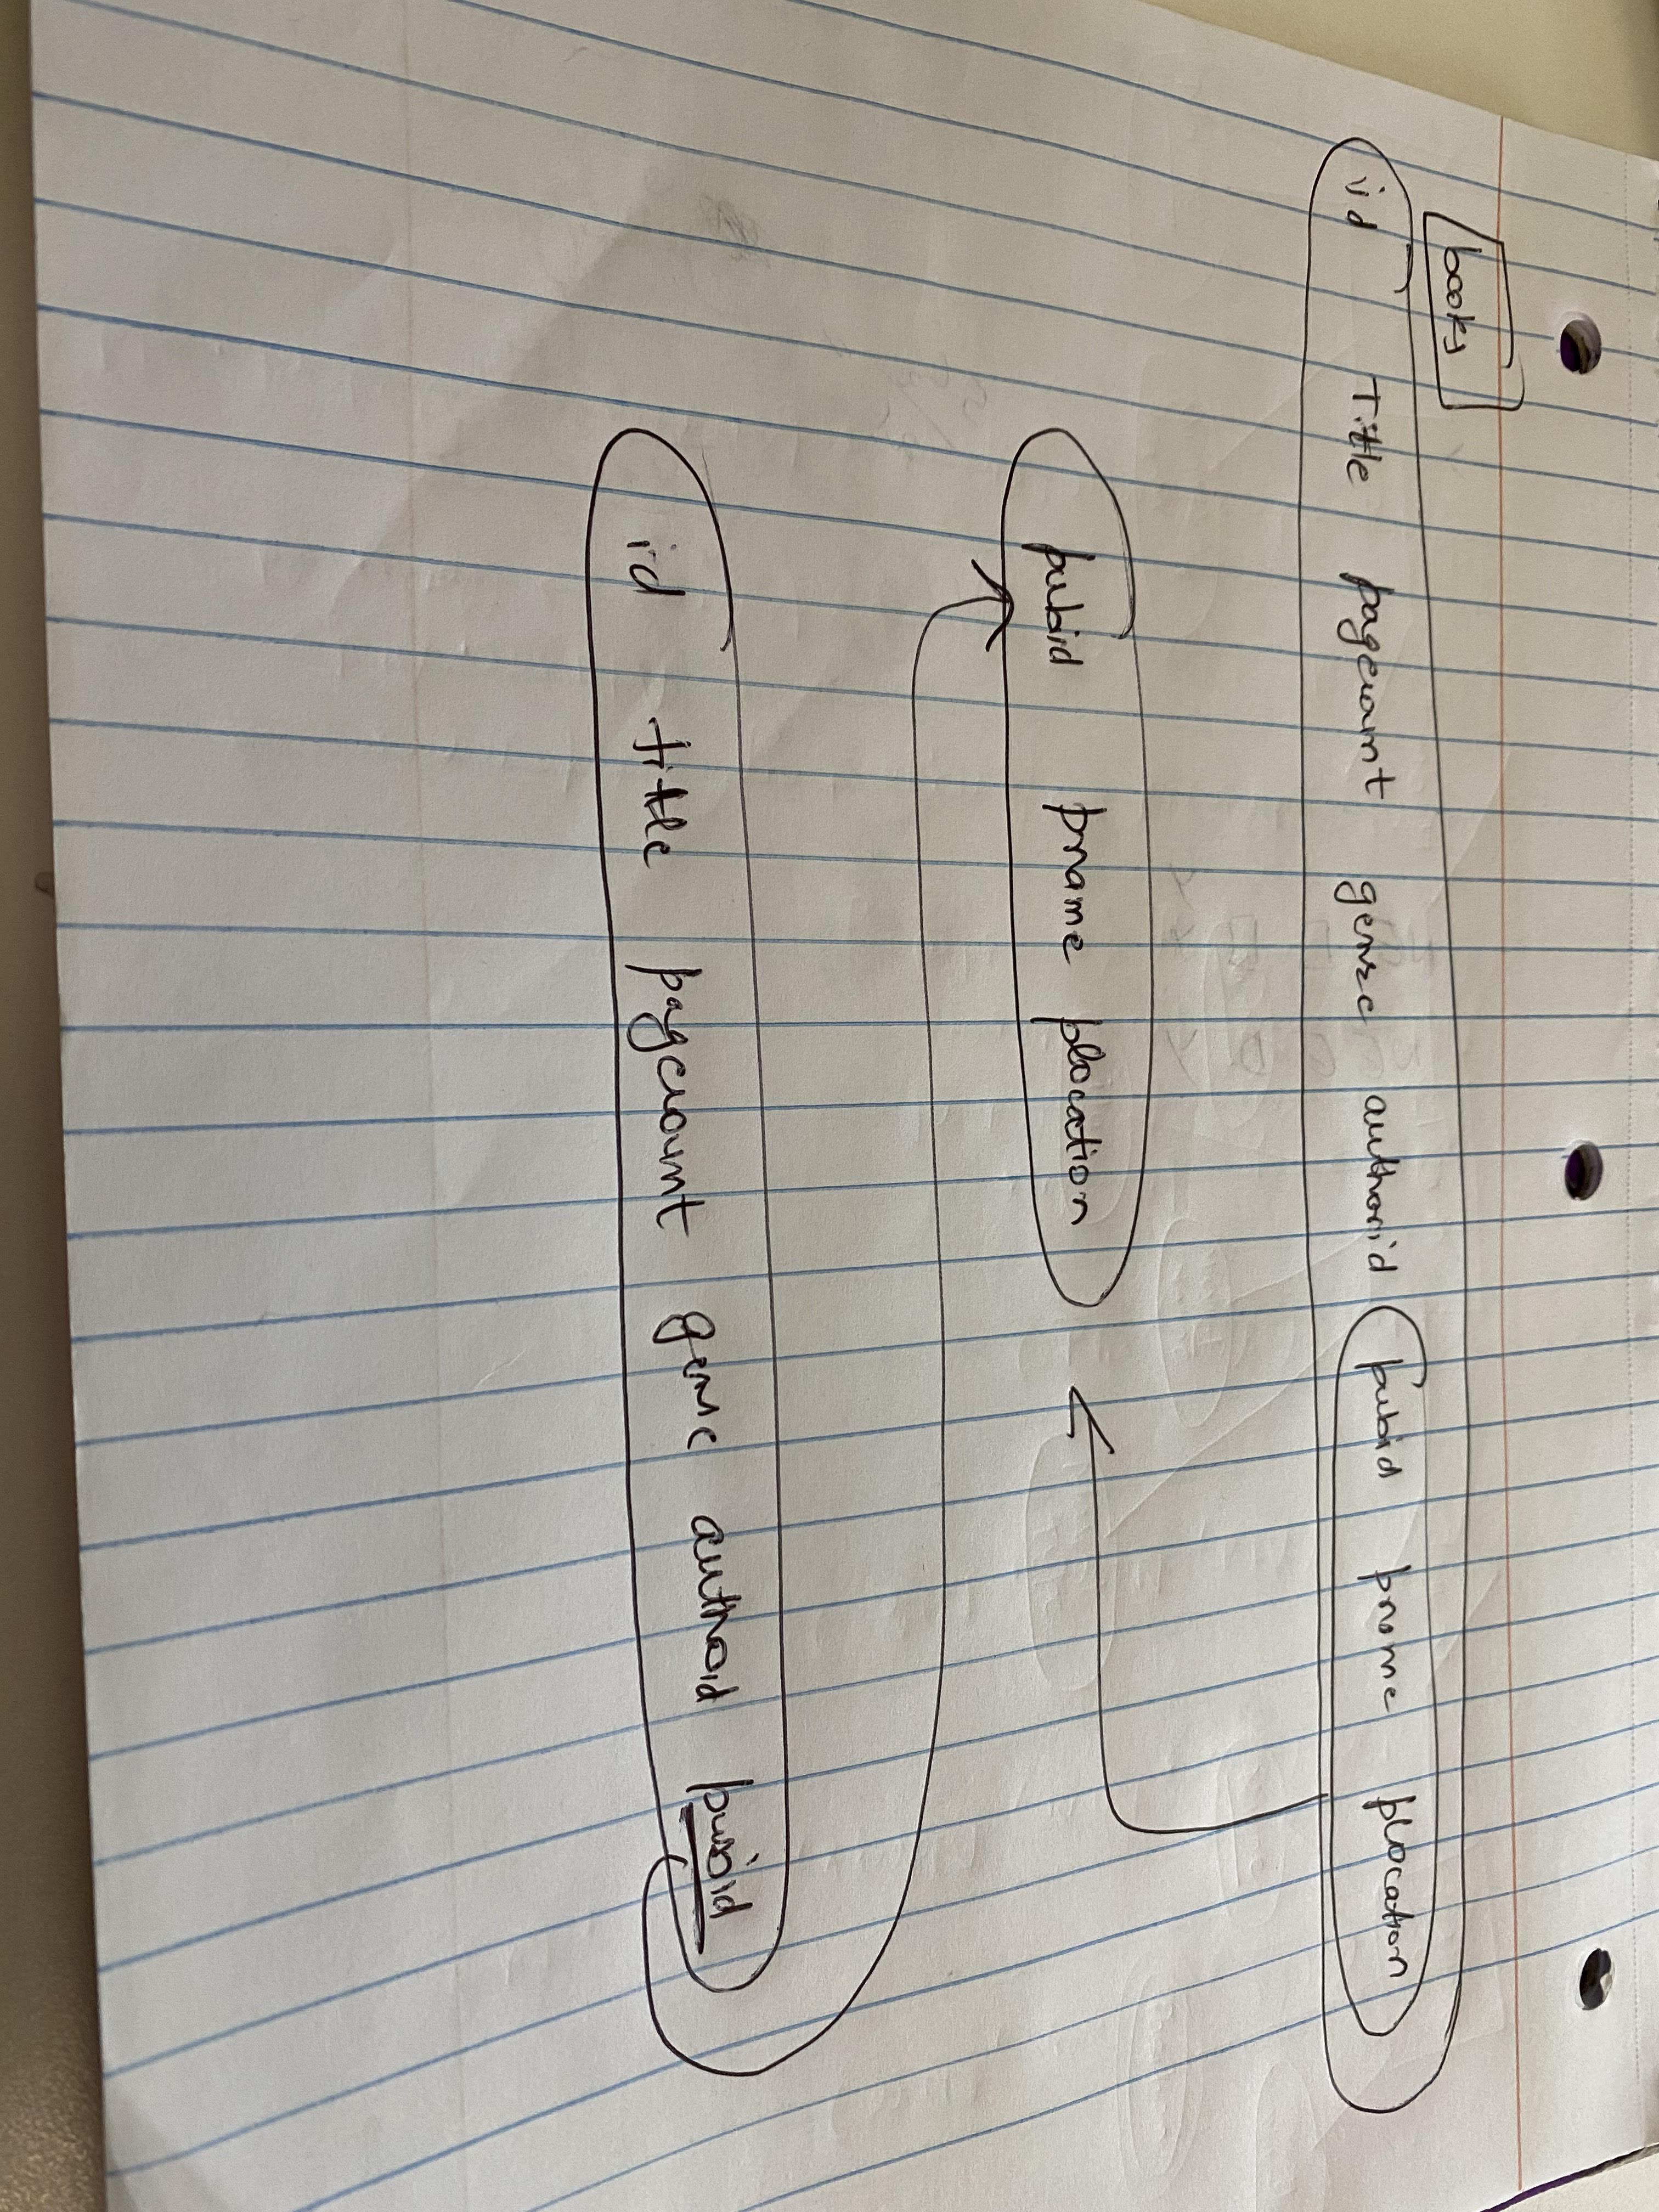 books
id Title pagecount genre authorid pubid pname plocation
pubid pname plocation
id title pagecount genre authorid pubid